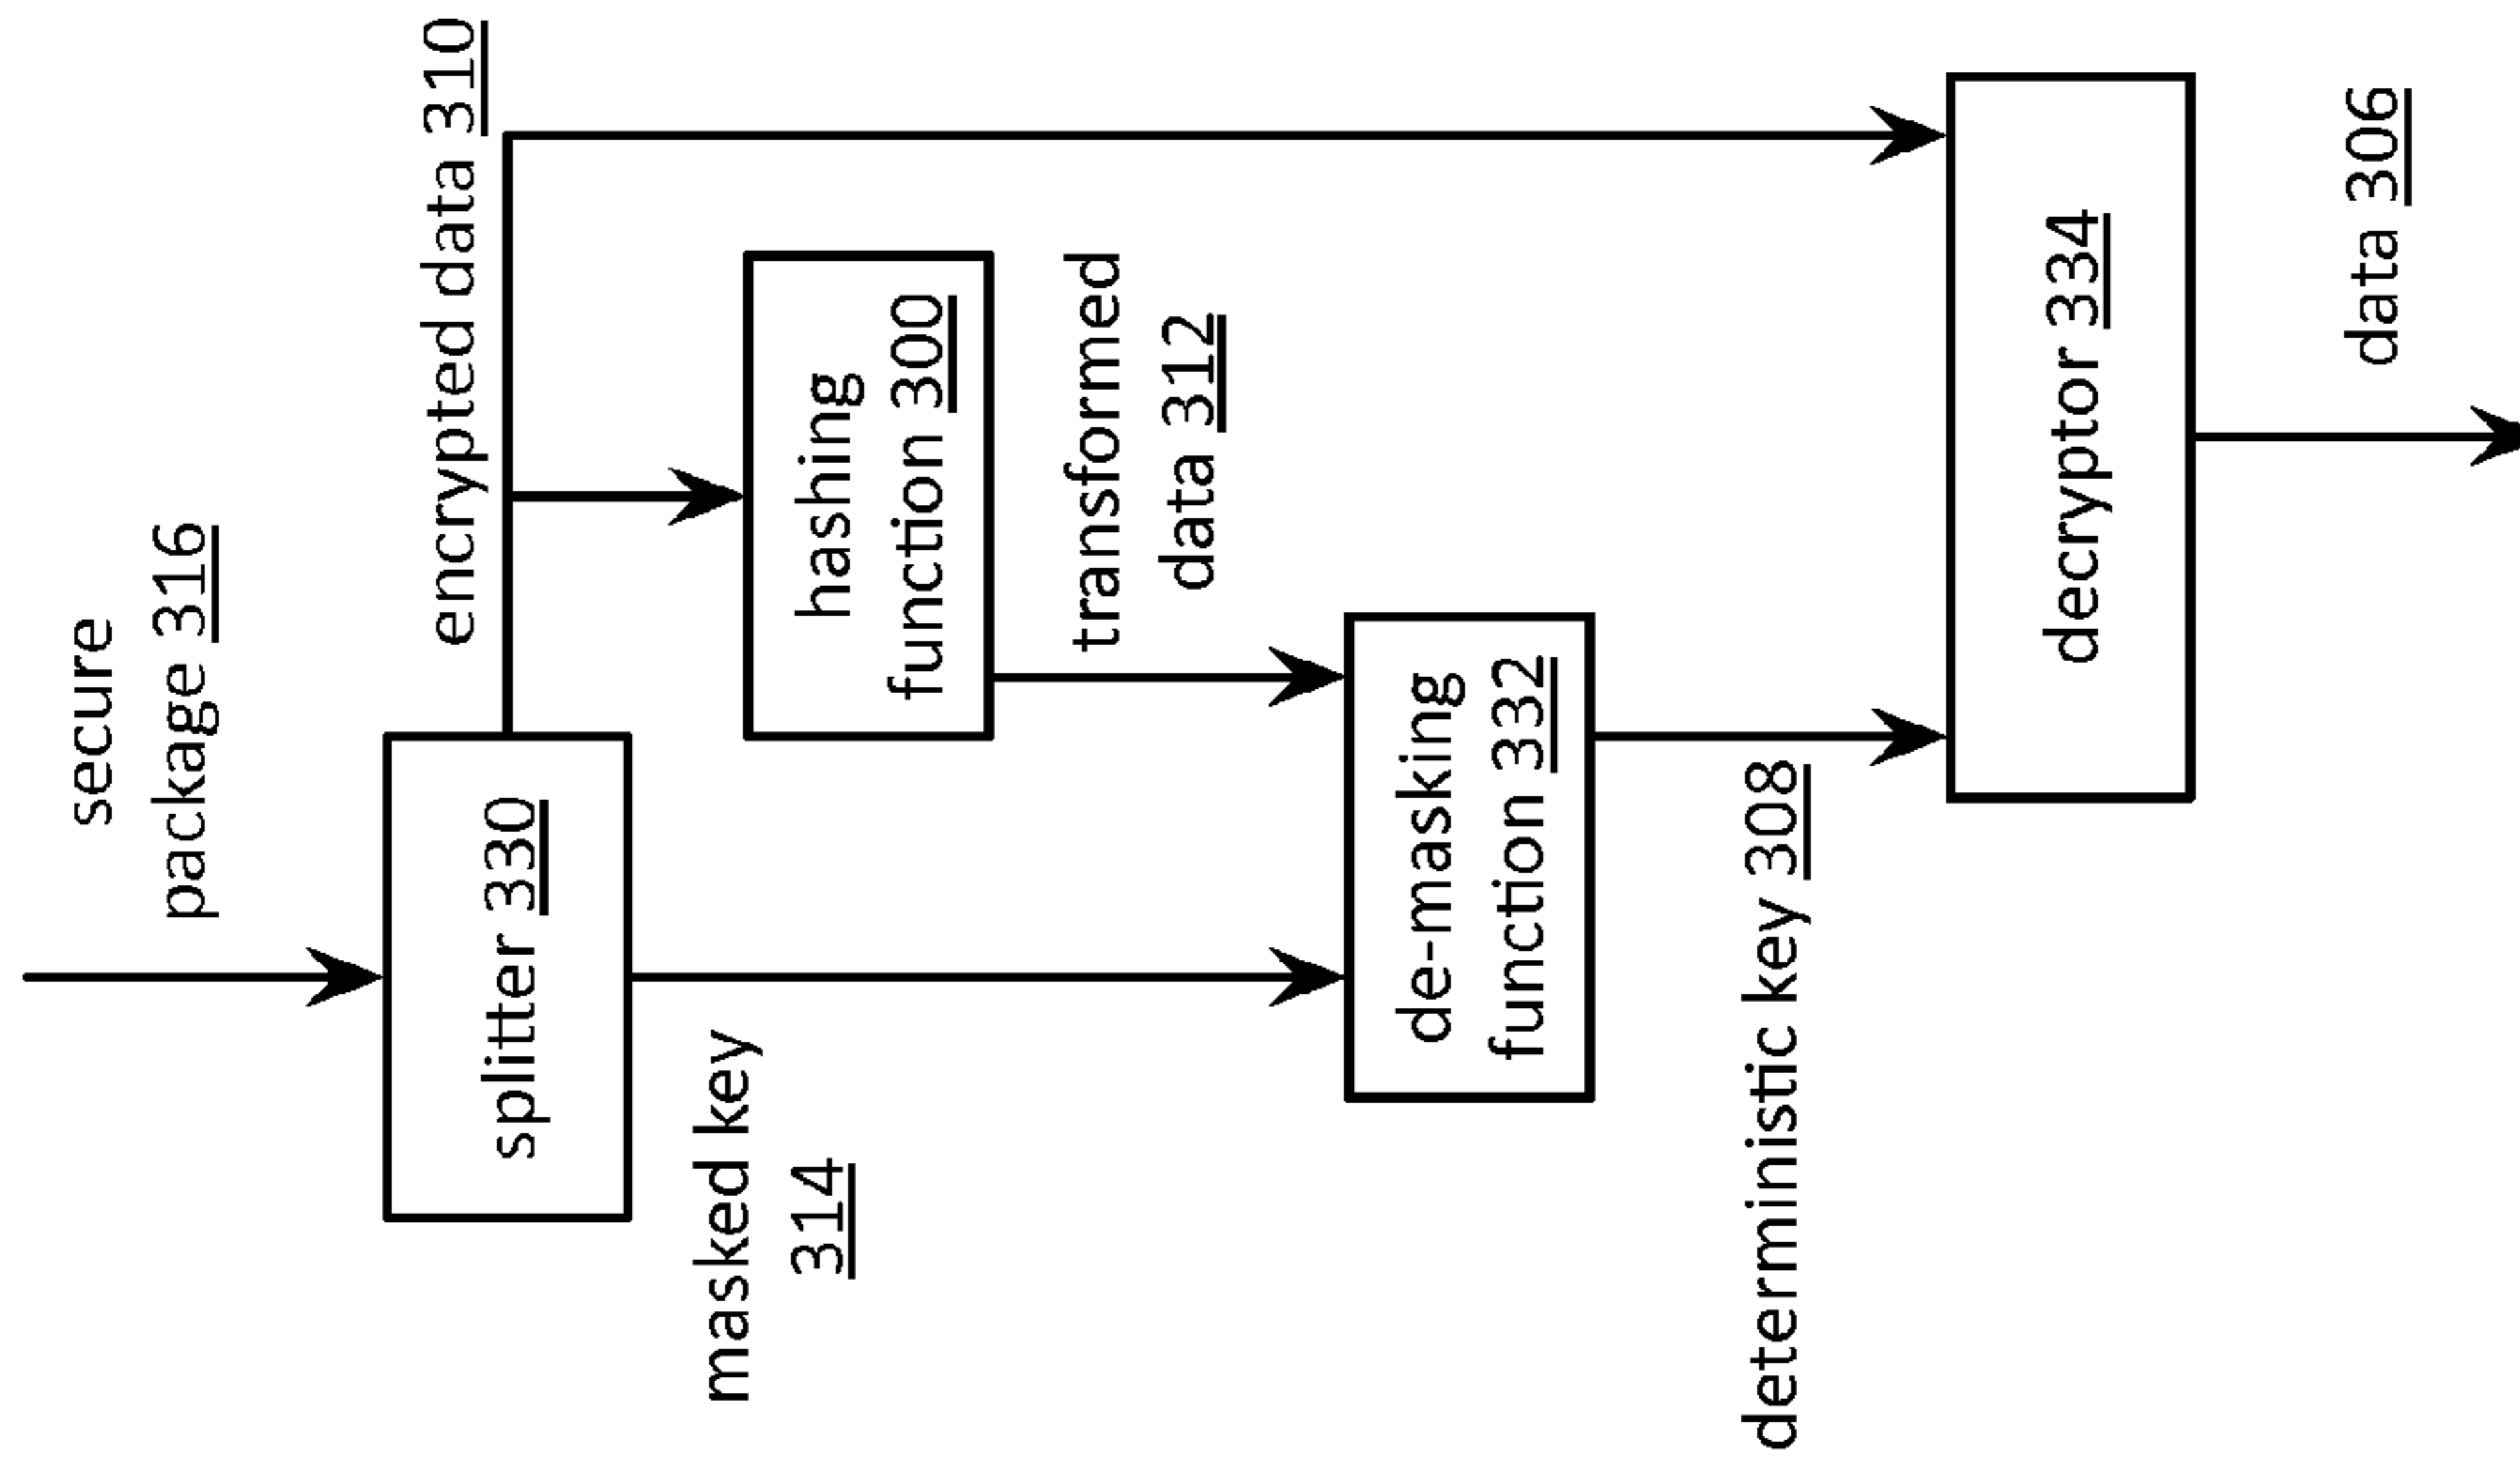 secure
package 316
splitter 330
encrypted data 310
masked key
314
hashing
function 300
transformed
data 312
de-masking
function 332
deterministic key 308
decryptor 334
data 306